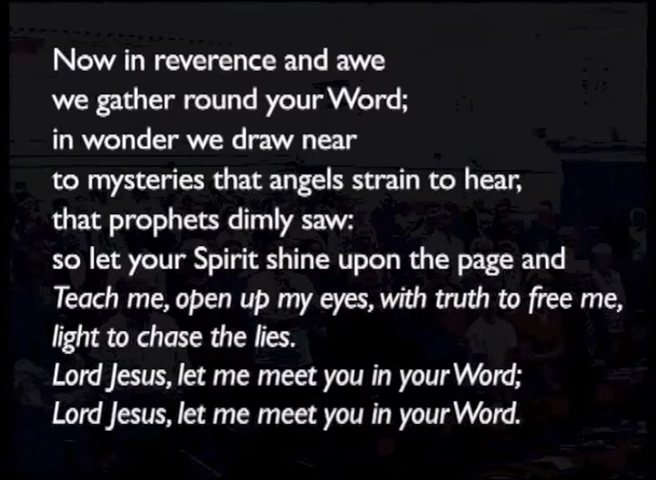 Now in reverence and awe
we gather round your Word;
in wonder we draw near
to mysteries that angels strain to hear,
that prophets dimly saw:
so let your Spirit shine upon the page and
Teach me, open up my eyes, with truth to free me,
light to chase the lies.
Lord Jesus, let me meet you in your Word;
Lord Jesus, let me meet you in your Word.